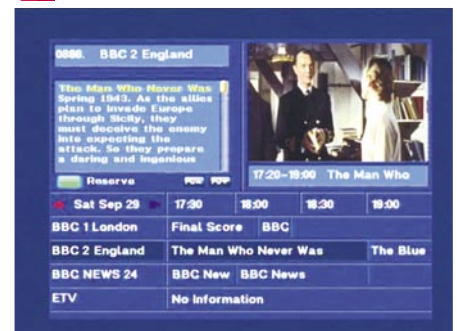 0886. BBC 2 England
The Man Who Never Was
Spring 1943. As the allies
plan to invade Europe
through Sicily, they
must deceive the enemy
into expecting the
attack. So they prepare
a daring and ingenious
Reserve
17:20-19:00 The Man Who
Sat Sep 29 17:30 18:00 18:30 19:00
BBC 1 London Final Score BBC
BBC 2 England The Man Who Never Was The Blue
BBC NEWS 24 BBC New BBC News
ETV No Information